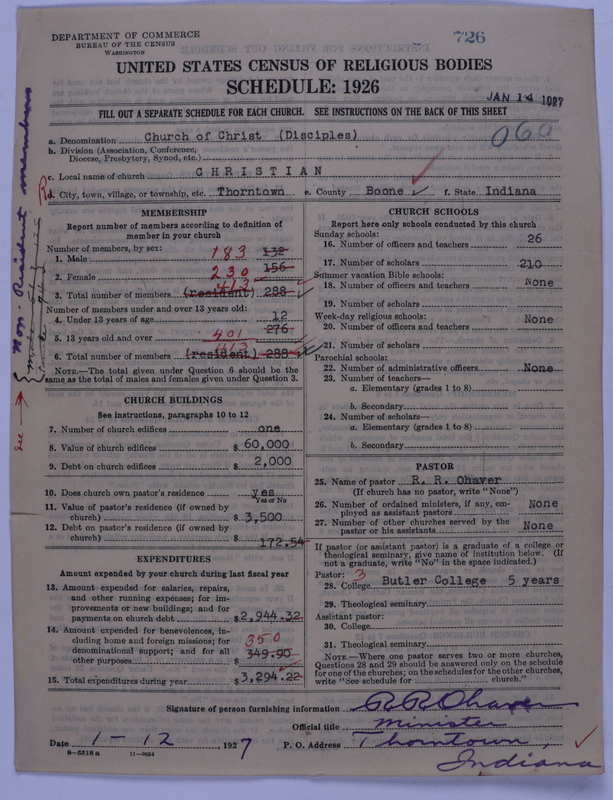 DEPARTMENT OF COMMERCE
BUREAU OF THE CENSUS
WASHINGTON
726
UNITED STATES CENSUS OF RELIGIOUS BODIES
SCHEDULE: 1926
JAN 14 1927
FILL OUT A SEPARATE SCHEDULE FOR EACH CHURCH. SEE INSTRUCTIONS ON THE BACK OF THIS SHEET
060
a. Denomination Church of Christ (Disciples)
b. Division (Association, Conference,
Diocese, Presbytery, Synod, etc.)
c. Local name of church CHRISTIAN
R d. City, town, village, or township, etc. Thorntown e. County Boone f. State Indiana
Non-Resident members
See
MEMBERSHIP
Report number of members according to definition of
member in your church
Number of members, by sex:
1. Male 183 132
2. Female 230 156
3. Total number of members (resident) 413 288
Number of members under and over 13 years old:
4. Under 13 years of age 12
5. 13 years old and over 401 276
6. Total number of members (resident) 413 288
NOTE.—The total given under Question 6 should be
same as the total of males and females given under Question 3.
CHURCH BUILDINGS
See instructions, paragraphs 10 to 12
7. Number of church edifices one
8. Value of church edifices $ 60,000
9. Debt on church edifices $ 2,000
10. Does church own pastor's residence yes
Yes or No
11. Value of pastor's residence (if owned by
church) $ 3,500
12. Debt on pastor's residence (if owned by
church) $ 172.54
EXPENDITURES
Amount expended by your church during last fiscal year
13. Amount expended for salaries, repairs,
and other running expenses; for im-
provements or new buildings; and for
payments on church debt $ 2,944.32
14. Amount expended for benevolences, in-
cluding home and foreign missions; for
denominational support; and for all
other purposes $ 350 349.90
15. Total expenditures during year $ 3,294.22
CHURCH SCHOOLS
Report here only schools conducted by this church
Sunday schools:
16. Number of officers and teachers 26
17. Number of scholars 210
Summer vacation Bible schools:
18. Number of officers and teachers None
19. Number of scholars
Week-day religious schools:
20. Number of officers and teachers None
21. Number of scholars
Parochial schools:
22. Number of administrative officers None
23. Number of teachers—
a. Elementary (grades 1 to 8)
b. Secondary
24. Number of scholars—
a. Elementary (grades 1 to 8)
b. Secondary
PASTOR
25. Name of pastor R. R. Ohaver
(If church has no pastor, write "None")
26. Number of ordained ministers, if any, em-
ployed as assistant pastors None
27. Number of other churches served by the
pastor or his assistants None
If pastor (or assistant pastor) is a graduate of a college or
theological seminary, give name of institution below. (If
not a graduate, write "No" in the space indicated.)
Pastor: 3
28. College Butler College 5 years
29. Theological seminary
Assistant pastor:
30. College
31. Theological seminary
NOTE.—Where one pastor serves two or more churches,
Questions 28 and 29 should be answered only on the schedule
for one of the churches; on the schedules for the other churches,
write "See schedule for church."
Signature of person furnishing information R R Ohaver
Official title Minister
Date 1-12 1927 P. O. Address Thorntown,
Indiana
8-5518 a 11-9034